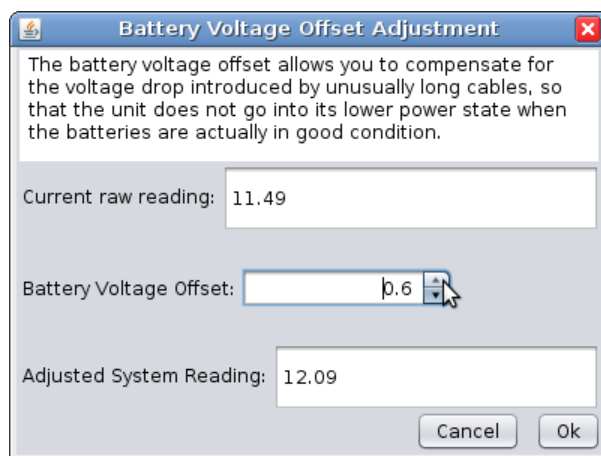 Battery Voltage Offset Adjustment
The battery voltage offset allows you to compensate for
the voltage drop introduced by unusually long cables, so
that the unit does not go into its lower power state when
the batteries are actually in good condition.
Current raw reading: 11.49
Battery Voltage Offset: 0.6
Adjusted System Reading: 12.09
Cancel Ok